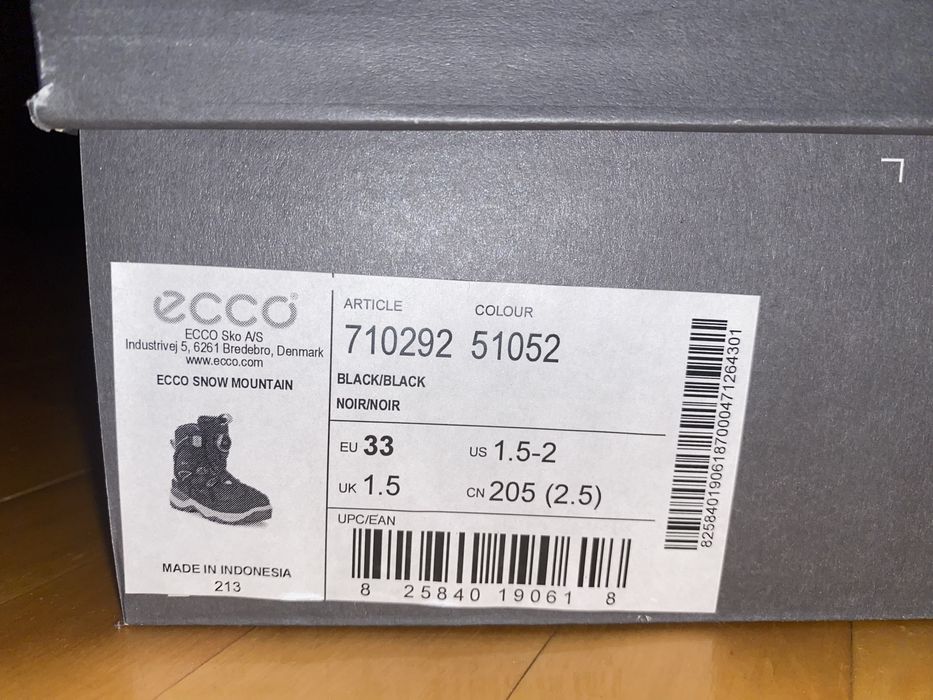 ecco®
ECCO Sko A/S
Industrivej 5, 6261 Bredebro, Denmark
www.ecco.com
ECCO SNOW MOUNTAIN
MADE IN INDONESIA
213
ARTICLE COLOUR
710292 51052
BLACK/BLACK
NOIR/NOIR
EU 33 US 1.5-2
UK 1.5 CN 205 (2.5)
UPC/EAN
8 25840 19061 8
82584019061870004712643​01